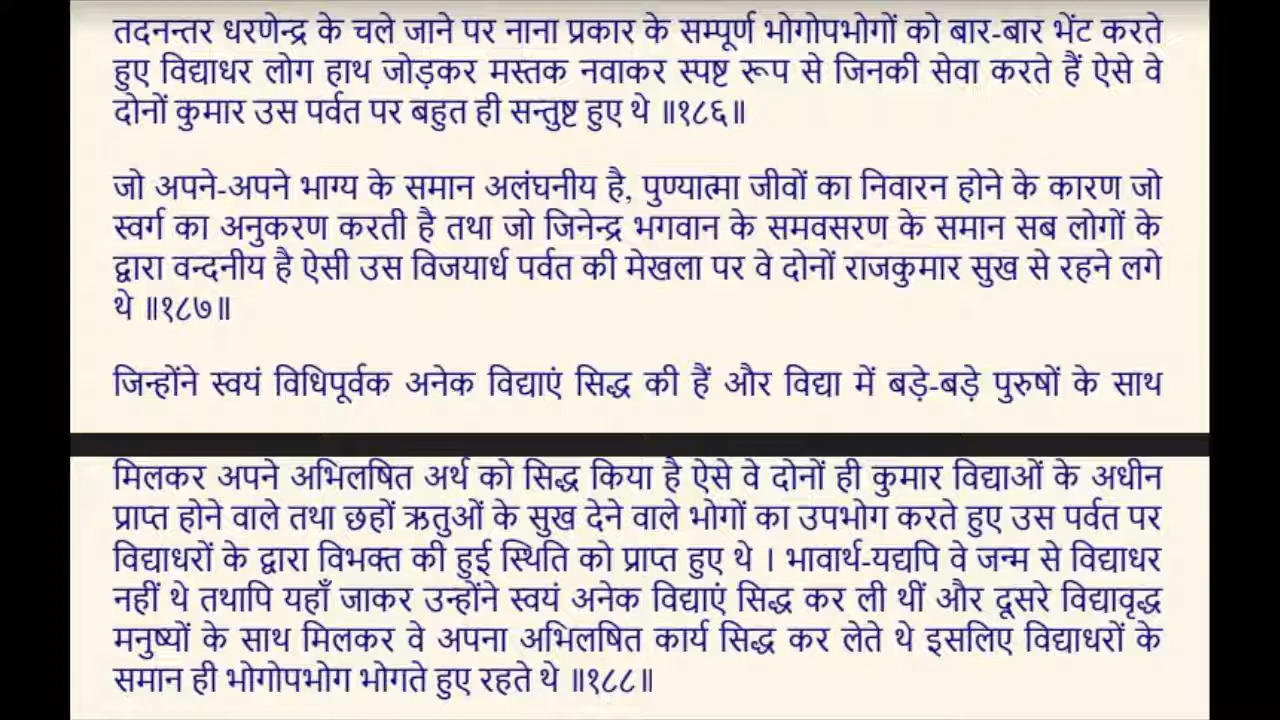 तदनन्तर धरणेन्द्र के चले जाने पर नाना प्रकार के सम्पूर्ण भोगोपभोगों को बार-बार भेंट करते
हुए विद्याधर लोग हाथ जोड़कर मस्तक नवाकर स्पष्ट रूप से जिनकी सेवा करते हैं ऐसे वे
दोनों कुमार उस पर्वत पर बहुत ही सन्तुष्ट हुए थे ॥१८६॥
जो अपने-अपने भाग्य के समान अलंघनीय है, पुण्यात्मा जीवों का निवारन होने के कारण जो
स्वर्ग का अनुकरण करती है तथा जो जिनेन्द्र भगवान के समवसरण के समान सब लोगों के
द्वारा वन्दनीय है ऐसी उस विजयार्ध पर्वत की मेखला पर वे दोनों राजकुमार सुख से रहने लगे
थे ॥१८७॥
जिन्होंने स्वयं विधिपूर्वक अनेक विद्याएं सिद्ध की हैं और विद्या में बड़े-बड़े पुरुषों के साथ
मिलकर अपने अभिलषित अर्थ को सिद्ध किया है ऐसे वे दोनों ही कुमार विद्याओं के अधीन
प्राप्त होने वाले तथा छहों ऋतुओं के सुख देने वाले भोगों का उपभोग करते हुए उस पर्वत पर
विद्याधरों के द्वारा विभक्त की हुई स्थिति को प्राप्त हुए थे । भावार्थ-यद्यपि वे जन्म से विद्याधर
नहीं थे तथापि यहाँ जाकर उन्होंने स्वयं अनेक विद्याएं सिद्ध कर ली थीं और दूसरे विद्यावृद्ध
मनुष्यों के साथ मिलकर वे अपना अभिलषित कार्य सिद्ध कर लेते थे इसलिए विद्याधरों के
समान ही भोगोपभोग भोगते हुए रहते थे ॥१८८॥